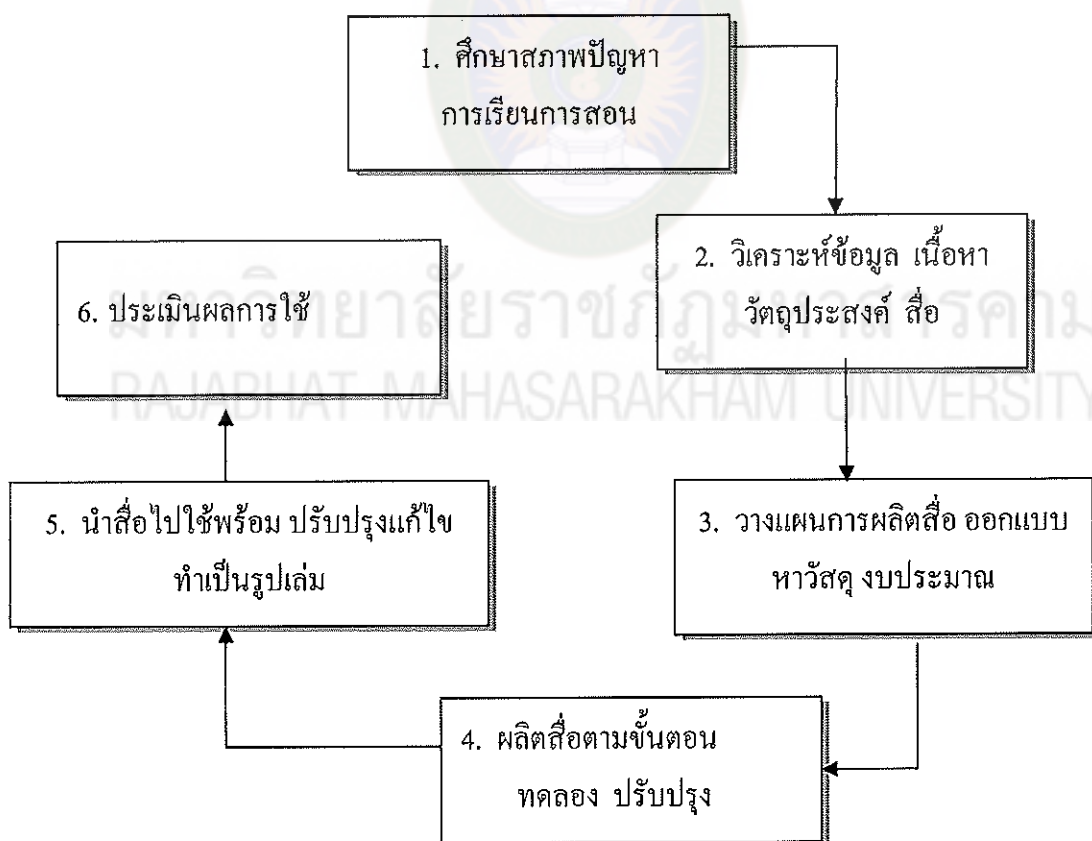 1. ศึกษาสภาพปัญหา
การเรียนการสอน
2. วิเคราะห์ข้อมูล เนื้อหา
วัตถุประสงค์ สื่อ
3. วางแผนการผลิตสื่อ ออกแบบ
หาวัสดุ งบประมาณ
4. ผลิตสื่อตามขั้นตอน
ทดลอง ปรับปรุง
5. นำสื่อไปใช้พร้อม ปรับปรุงแก้ไข
ทำเป็นรูปเล่ม
6. ประเมินผลการใช้
มหาวิทยาลัยราชภัฏมหาสารคาม
RAJABHAT MAHASARAKHAM UNIVERSITY